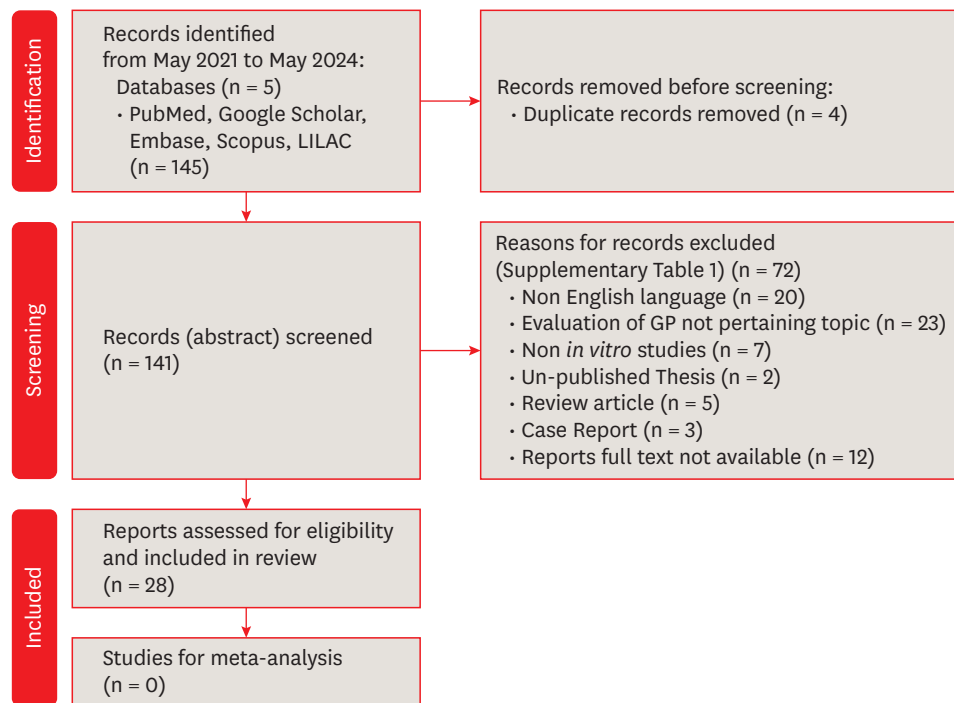 Identification
Records identified
from May 2021 to May 2024:
Databases (n = 5)
· PubMed, Google Scholar,
Embase, Scopus, LILAC
(n = 145)
Records removed before screening:
· Duplicate records removed (n = 4)
Screening
Records (abstract) screened
(n = 141)
Reasons for records excluded
(Supplementary Table 1) (n = 72)
· Non English language (n = 20)
· Evaluation of GP not pertaining topic (n = 23)
· Non in vitro studies (n = 7)
· Un-published Thesis (n = 2)
· Review article (n = 5)
· Case Report (n = 3)
· Reports full text not available (n = 12)
Included
Reports assessed for eligibility
and included in review
(n = 28)
Studies for meta-analysis
(n = 0)